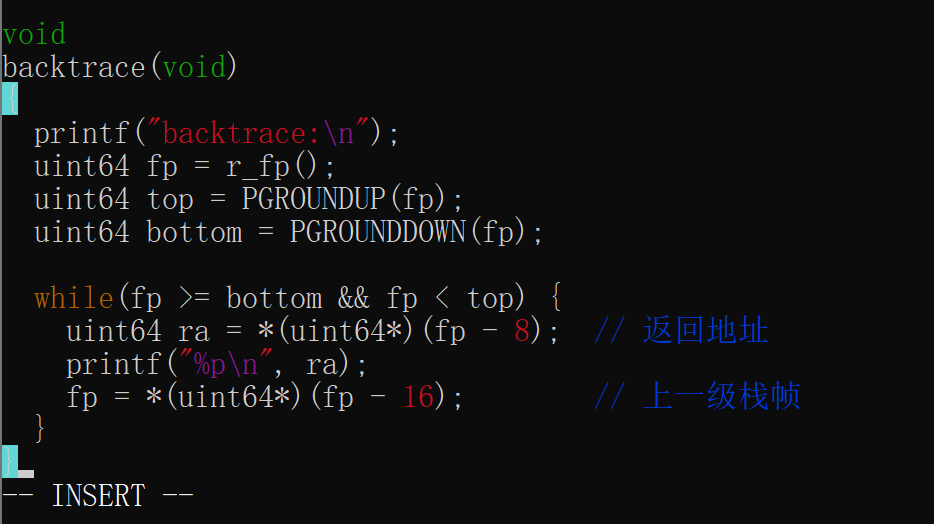 void
backtrace(void)
{
  printf("backtrace:\n");
  uint64 fp = r_fp();
  uint64 top = PGROUNDUP(fp);
  uint64 bottom = PGROUNDDOWN(fp);

  while(fp >= bottom && fp < top) {
    uint64 ra = *(uint64*)(fp - 8);  // 返回地址
    printf("%p\n", ra);
    fp = *(uint64*)(fp - 16);        // 上一级栈帧
  }
}
-- INSERT --